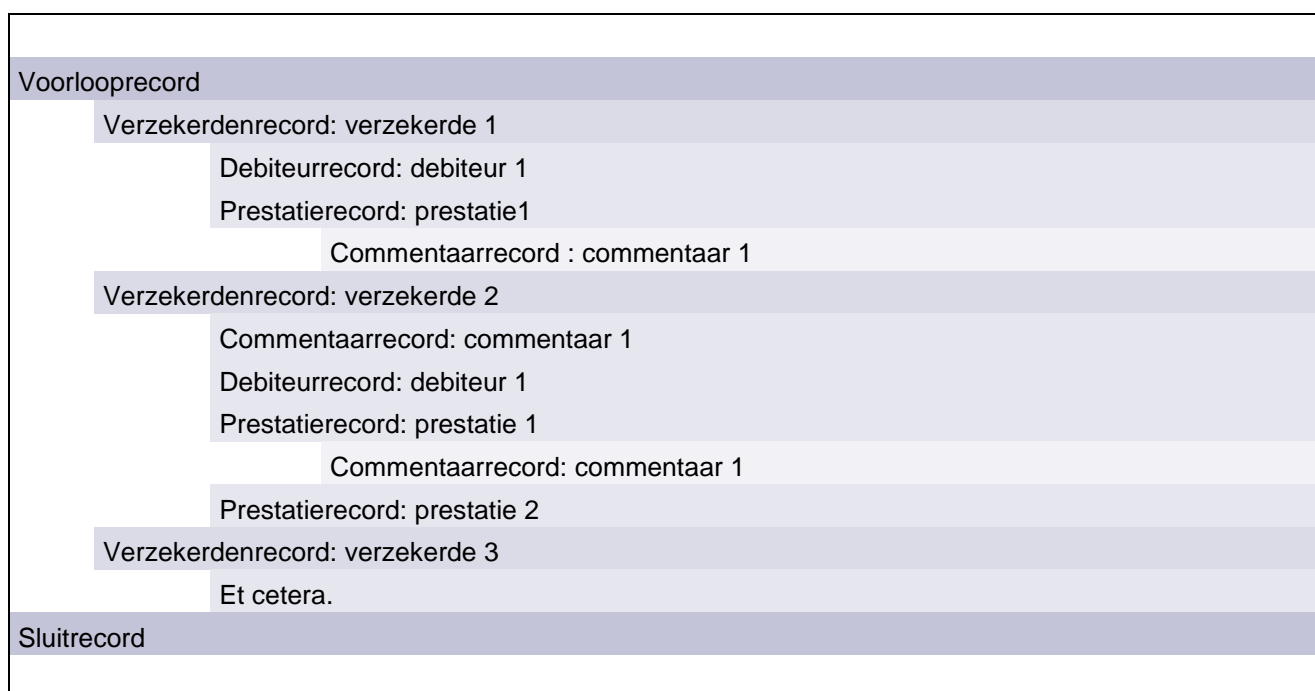 Voorlooprecord
Verzekerdenrecord: verzekerde 1
Debiteurrecord: debiteur 1
Prestatierecord: prestatie1
Commentaarrecord : commentaar 1
Verzekerdenrecord: verzekerde 2
Commentaarrecord: commentaar 1
Debiteurrecord: debiteur 1
Prestatierecord: prestatie 1
Commentaarrecord: commentaar 1
Prestatierecord: prestatie 2
Verzekerdenrecord: verzekerde 3
Et cetera.
Sluitrecord